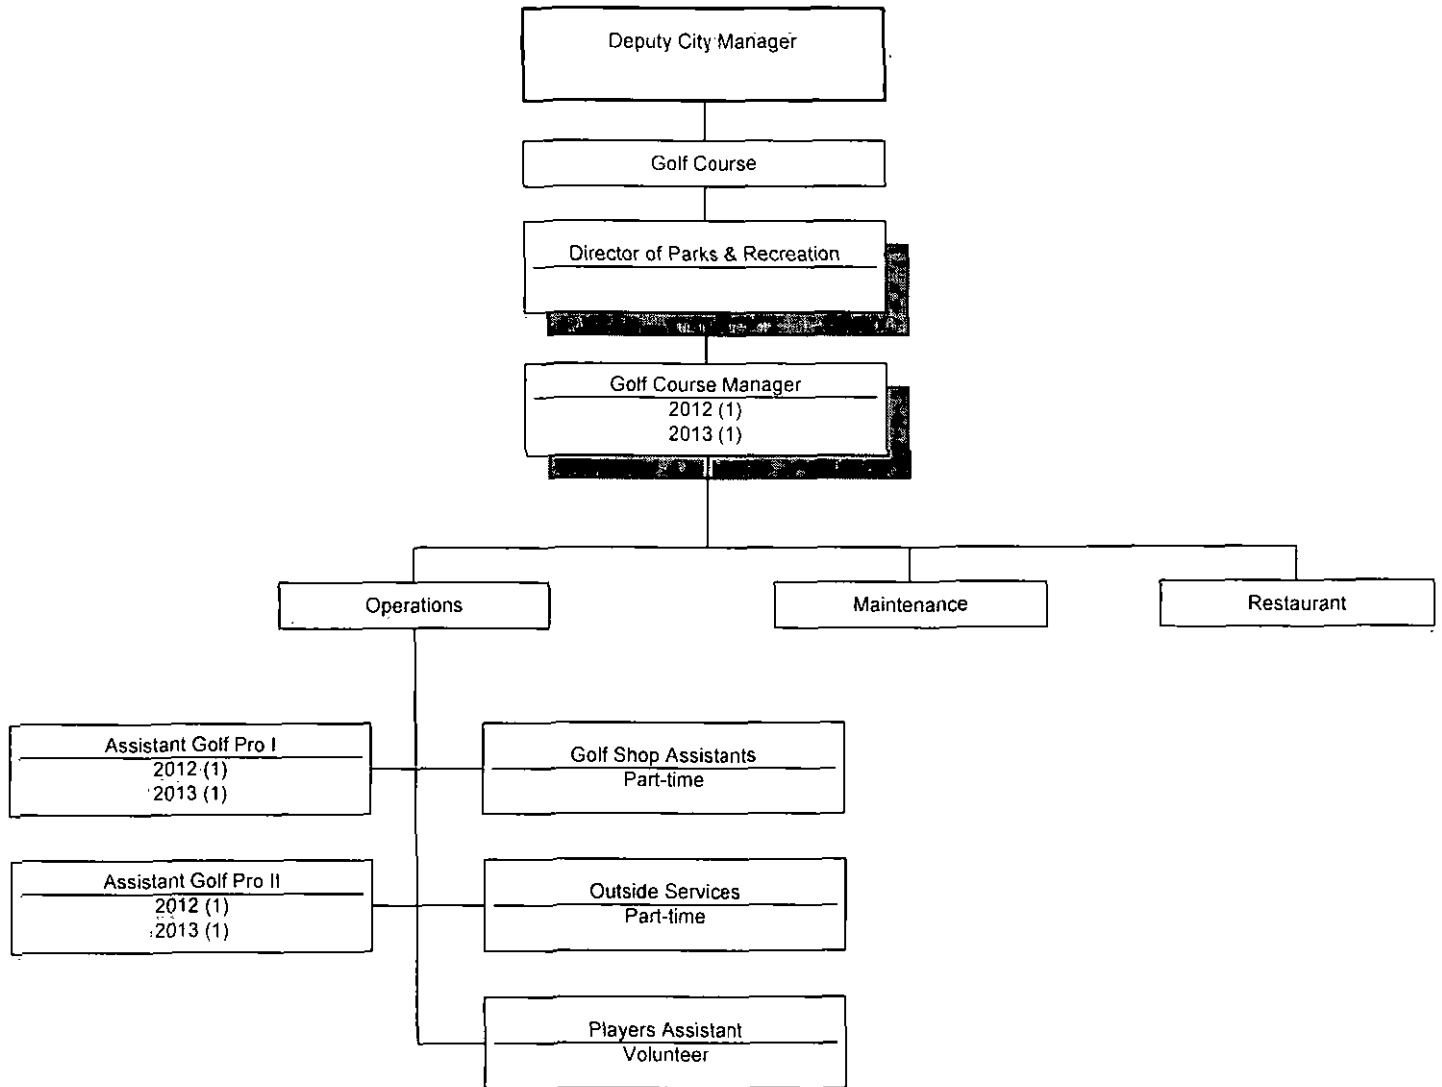 Deputy City Manager
Golf Course
Director of Parks & Recreation
Golf Course Manager
2012 (1)
2013 (1)
Operations
Maintenance
Restaurant
Assistant Golf Pro I
2012 (1)
2013 (1)
Golf Shop Assistants
Part-time
Assistant Golf Pro II
2012 (1)
2013 (1)
Outside Services
Part-time
Players Assistant
Volunteer